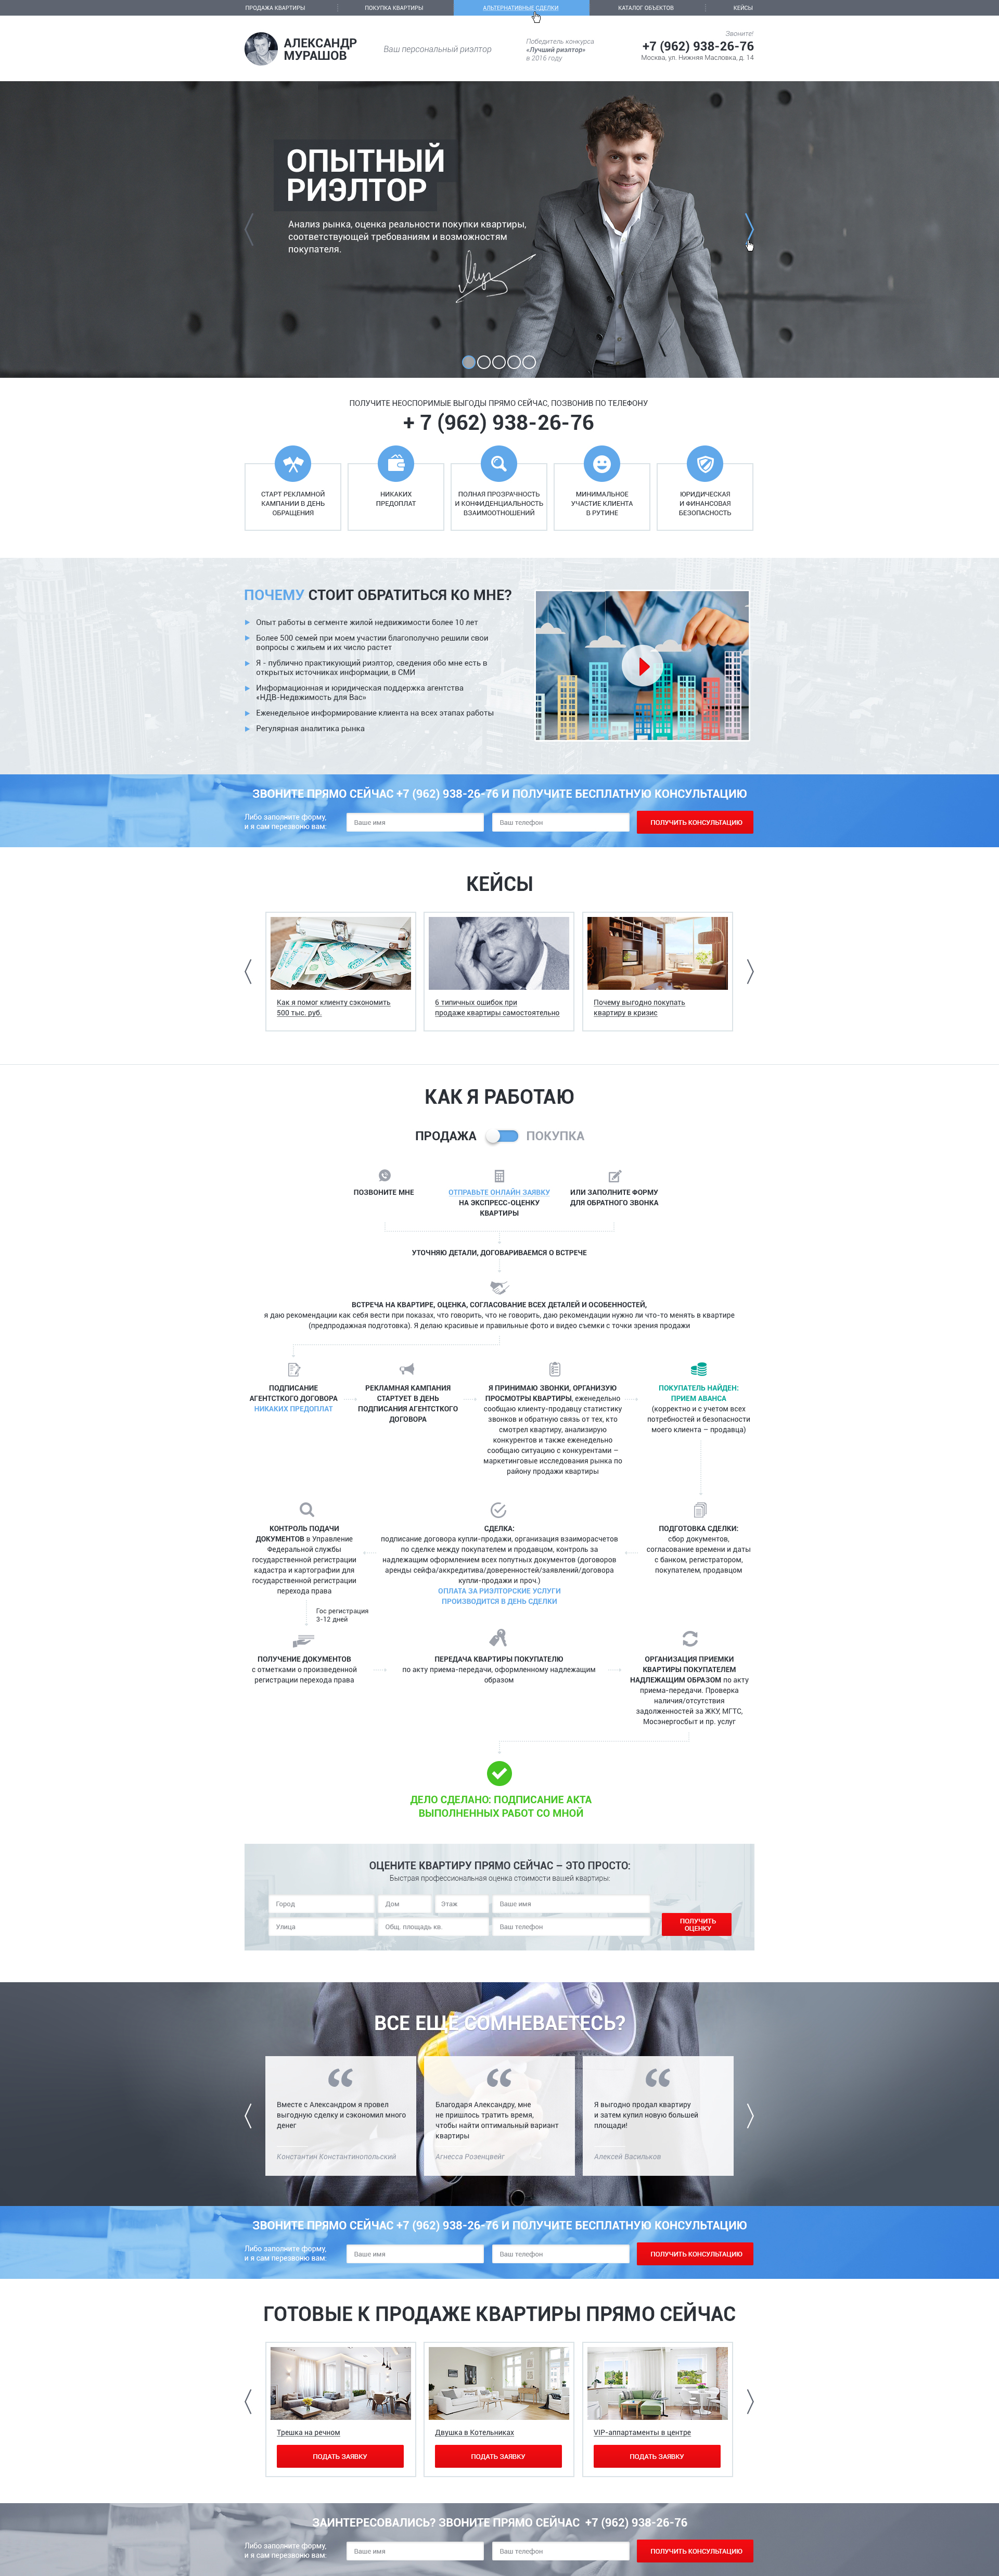 ПРОДАЖА КВАРТИРЫ
ПОКУПКА КВАРТИРЫ
АЛЬТЕРНАТИВНЫЕ СДЕЛКИ
КАТАЛОГ ОБЪЕКТОВ
КЕЙСЫ
АЛЕКСАНДР
МУРАШОВ
Ваш персональный риэлтор
Победитель конкурса
«Лучший риэлтор»
в 2016 году
Звоните!
+7 (962) 938-26-76
Москва, ул. Нижняя Масловка, д. 14
ОПЫТНЫЙ
РИЭЛТОР
Анализ рынка, оценка реальности покупки квартиры,
соответствующей требованиям и возможностям
покупателя.
ПОЛУЧИТЕ НЕОСПОРИМЫЕ ВЫГОДЫ ПРЯМО СЕЙЧАС, ПОЗВОНИВ ПО ТЕЛЕФОНУ
+ 7 (962) 938-26-76
СТАРТ РЕКЛАМНОЙ
КАМПАНИИ В ДЕНЬ
ОБРАЩЕНИЯ
НИКАКИХ
ПРЕДОПЛАТ
ПОЛНАЯ ПРОЗРАЧНОСТЬ
И КОНФИДЕНЦИАЛЬНОСТЬ
ВЗАИМООТНОШЕНИЙ
МИНИМАЛЬНОЕ
УЧАСТИЕ КЛИЕНТА
В РУТИНЕ
ЮРИДИЧЕСКАЯ
И ФИНАНСОВАЯ
БЕЗОПАСНОСТЬ
ПОЧЕМУ СТОИТ ОБРАТИТЬСЯ КО МНЕ?
Опыт работы в сегменте жилой недвижимости более 10 лет
Более 500 семей при моем участии благополучно решили свои
вопросы с жильем и их число растет
Я - публично практикующий риэлтор, сведения обо мне есть в
открытых источниках информации, в СМИ
Информационная и юридическая поддержка агентства
«НДВ-Недвжимость для Вас»
Еженедельное информирование клиента на всех этапах работы
Регулярная аналитика рынка
ЗВОНИТЕ ПРЯМО СЕЙЧАС +7 (962) 938-26-76 И ПОЛУЧИТЕ БЕСПЛАТНУЮ КОНСУЛЬТАЦИЮ
Либо заполните форму,
и я сам перезвоню вам:
Ваше имя
Ваш телефон
ПОЛУЧИТЬ КОНСУЛЬТАЦИЮ
КЕЙСЫ
Как я помог клиенту сэкономить
500 тыс. руб.
6 типичных ошибок при
продаже квартиры самостоятельно
Почему выгодно покупать
квартиру в кризис
КАК Я РАБОТАЮ
ПРОДАЖА
ПОКУПКА
ПОЗВОНИТЕ МНЕ
ОТПРАВЬТЕ ОНЛАЙН ЗАЯВКУ
НА ЭКСПРЕСС-ОЦЕНКУ
КВАРТИРЫ
ИЛИ ЗАПОЛНИТЕ ФОРМУ
ДЛЯ ОБРАТНОГО ЗВОНКА
УТОЧНЯЮ ДЕТАЛИ, ДОГОВАРИВАЕМСЯ О ВСТРЕЧЕ
ВСТРЕЧА НА КВАРТИРЕ, ОЦЕНКА, СОГЛАСОВАНИЕ ВСЕХ ДЕТАЛЕЙ И ОСОБЕННОСТЕЙ,
я даю рекомендации как себя вести при показах, что говорить, что не говорить, даю рекомендации нужно ли что-то менять в квартире
(предпродажная подготовка). Я делаю красивые и правильные фото и видео съемки с точки зрения продажи
ПОДПИСАНИЕ
АГЕНТСКОГО ДОГОВОРА
НИКАКИХ ПРЕДОПЛАТ
РЕКЛАМНАЯ КАМПАНИЯ
СТАРТУЕТ В ДЕНЬ
ПОДПИСАНИЯ АГЕНТСТКОГО
ДОГОВОРА
Я ПРИНИМАЮ ЗВОНКИ, ОРГАНИЗУЮ
ПРОСМОТРЫ КВАРТИРЫ, еженедельно
сообщаю клиенту-продавцу статистику
звонков и обратную связь от тех, кто
смотрел квартиру, анализирую
конкурентов и также еженедельно
сообщаю ситуацию с конкурентами –
маркетинговые исследования рынка по
району продажи квартиры
ПОКУПАТЕЛЬ НАЙДЕН:
ПРИЕМ АВАНСА
(корректно и с учетом всех
потребностей и безопасности
моего клиента – продавца)
КОНТРОЛЬ ПОДАЧИ
ДОКУМЕНТОВ в Управление
Федеральной службы
государственной регистрации
кадастра и картографии для
государственной регистрации
перехода права
СДЕЛКА:
подписание договора купли-продажи, организация взаиморасчетов
по сделке между покупателем и продавцом, контроль за
надлежащим оформлением всех попутных документов (договоров
аренды сейфа/аккредитива/доверенностей/заявлений/договора
купли-продажи и проч.)
ОПЛАТА ЗА РИЭЛТОРСКИЕ УСЛУГИ
ПРОИЗВОДИТСЯ В ДЕНЬ СДЕЛКИ
ПОДГОТОВКА СДЕЛКИ:
сбор документов,
согласование времени и даты
с банком, регистратором,
покупателем, продавцом
Гос регистрация
3-12 дней
ПОЛУЧЕНИЕ ДОКУМЕНТОВ
с отметками о произведенной
регистрации перехода права
ПЕРЕДАЧА КВАРТИРЫ ПОКУПАТЕЛЮ
по акту приема-передачи, оформленному надлежащим
образом
ОРГАНИЗАЦИЯ ПРИЕМКИ
КВАРТИРЫ ПОКУПАТЕЛЕМ
НАДЛЕЖАЩИМ ОБРАЗОМ по акту
приема-передачи. Проверка
наличия/отсутствия
задолженностей за ЖКУ, МГТС,
Мосэнергосбыт и пр. услуг
ДЕЛО СДЕЛАНО: ПОДПИСАНИЕ АКТА
ВЫПОЛНЕННЫХ РАБОТ СО МНОЙ
ОЦЕНИТЕ КВАРТИРУ ПРЯМО СЕЙЧАС – ЭТО ПРОСТО:
Быстрая профессиональная оценка стоимости вашей квартиры:
Город
Дом
Этаж
Ваше имя
Улица
Общ. площадь кв.
Ваш телефон
ПОЛУЧИТЬ
ОЦЕНКУ
ВСЕ ЕЩЕ СОМНЕВАЕТЕСЬ?
Вместе с Александром я провел
выгодную сделку и сэкономил много
денег
Константин Константинопольский
Благодаря Александру, мне
не пришлось тратить время,
чтобы найти оптимальный вариант
квартиры
Агнесса Розенцвейг
Я выгодно продал квартиру
и затем купил новую большей
площади!
Алексей Васильков
ЗВОНИТЕ ПРЯМО СЕЙЧАС +7 (962) 938-26-76 И ПОЛУЧИТЕ БЕСПЛАТНУЮ КОНСУЛЬТАЦИЮ
Либо заполните форму,
и я сам перезвоню вам:
Ваше имя
Ваш телефон
ПОЛУЧИТЬ КОНСУЛЬТАЦИЮ
ГОТОВЫЕ К ПРОДАЖЕ КВАРТИРЫ ПРЯМО СЕЙЧАС
Трешка на речном
ПОДАТЬ ЗАЯВКУ
Двушка в Котельниках
ПОДАТЬ ЗАЯВКУ
VIP-аппартаменты в центре
ПОДАТЬ ЗАЯВКУ
ЗАИНТЕРЕСОВАЛИСЬ? ЗВОНИТЕ ПРЯМО СЕЙЧАС +7 (962) 938-26-76
Либо заполните форму,
и я сам перезвоню вам:
Ваше имя
Ваш телефон
ПОЛУЧИТЬ КОНСУЛЬТАЦИЮ